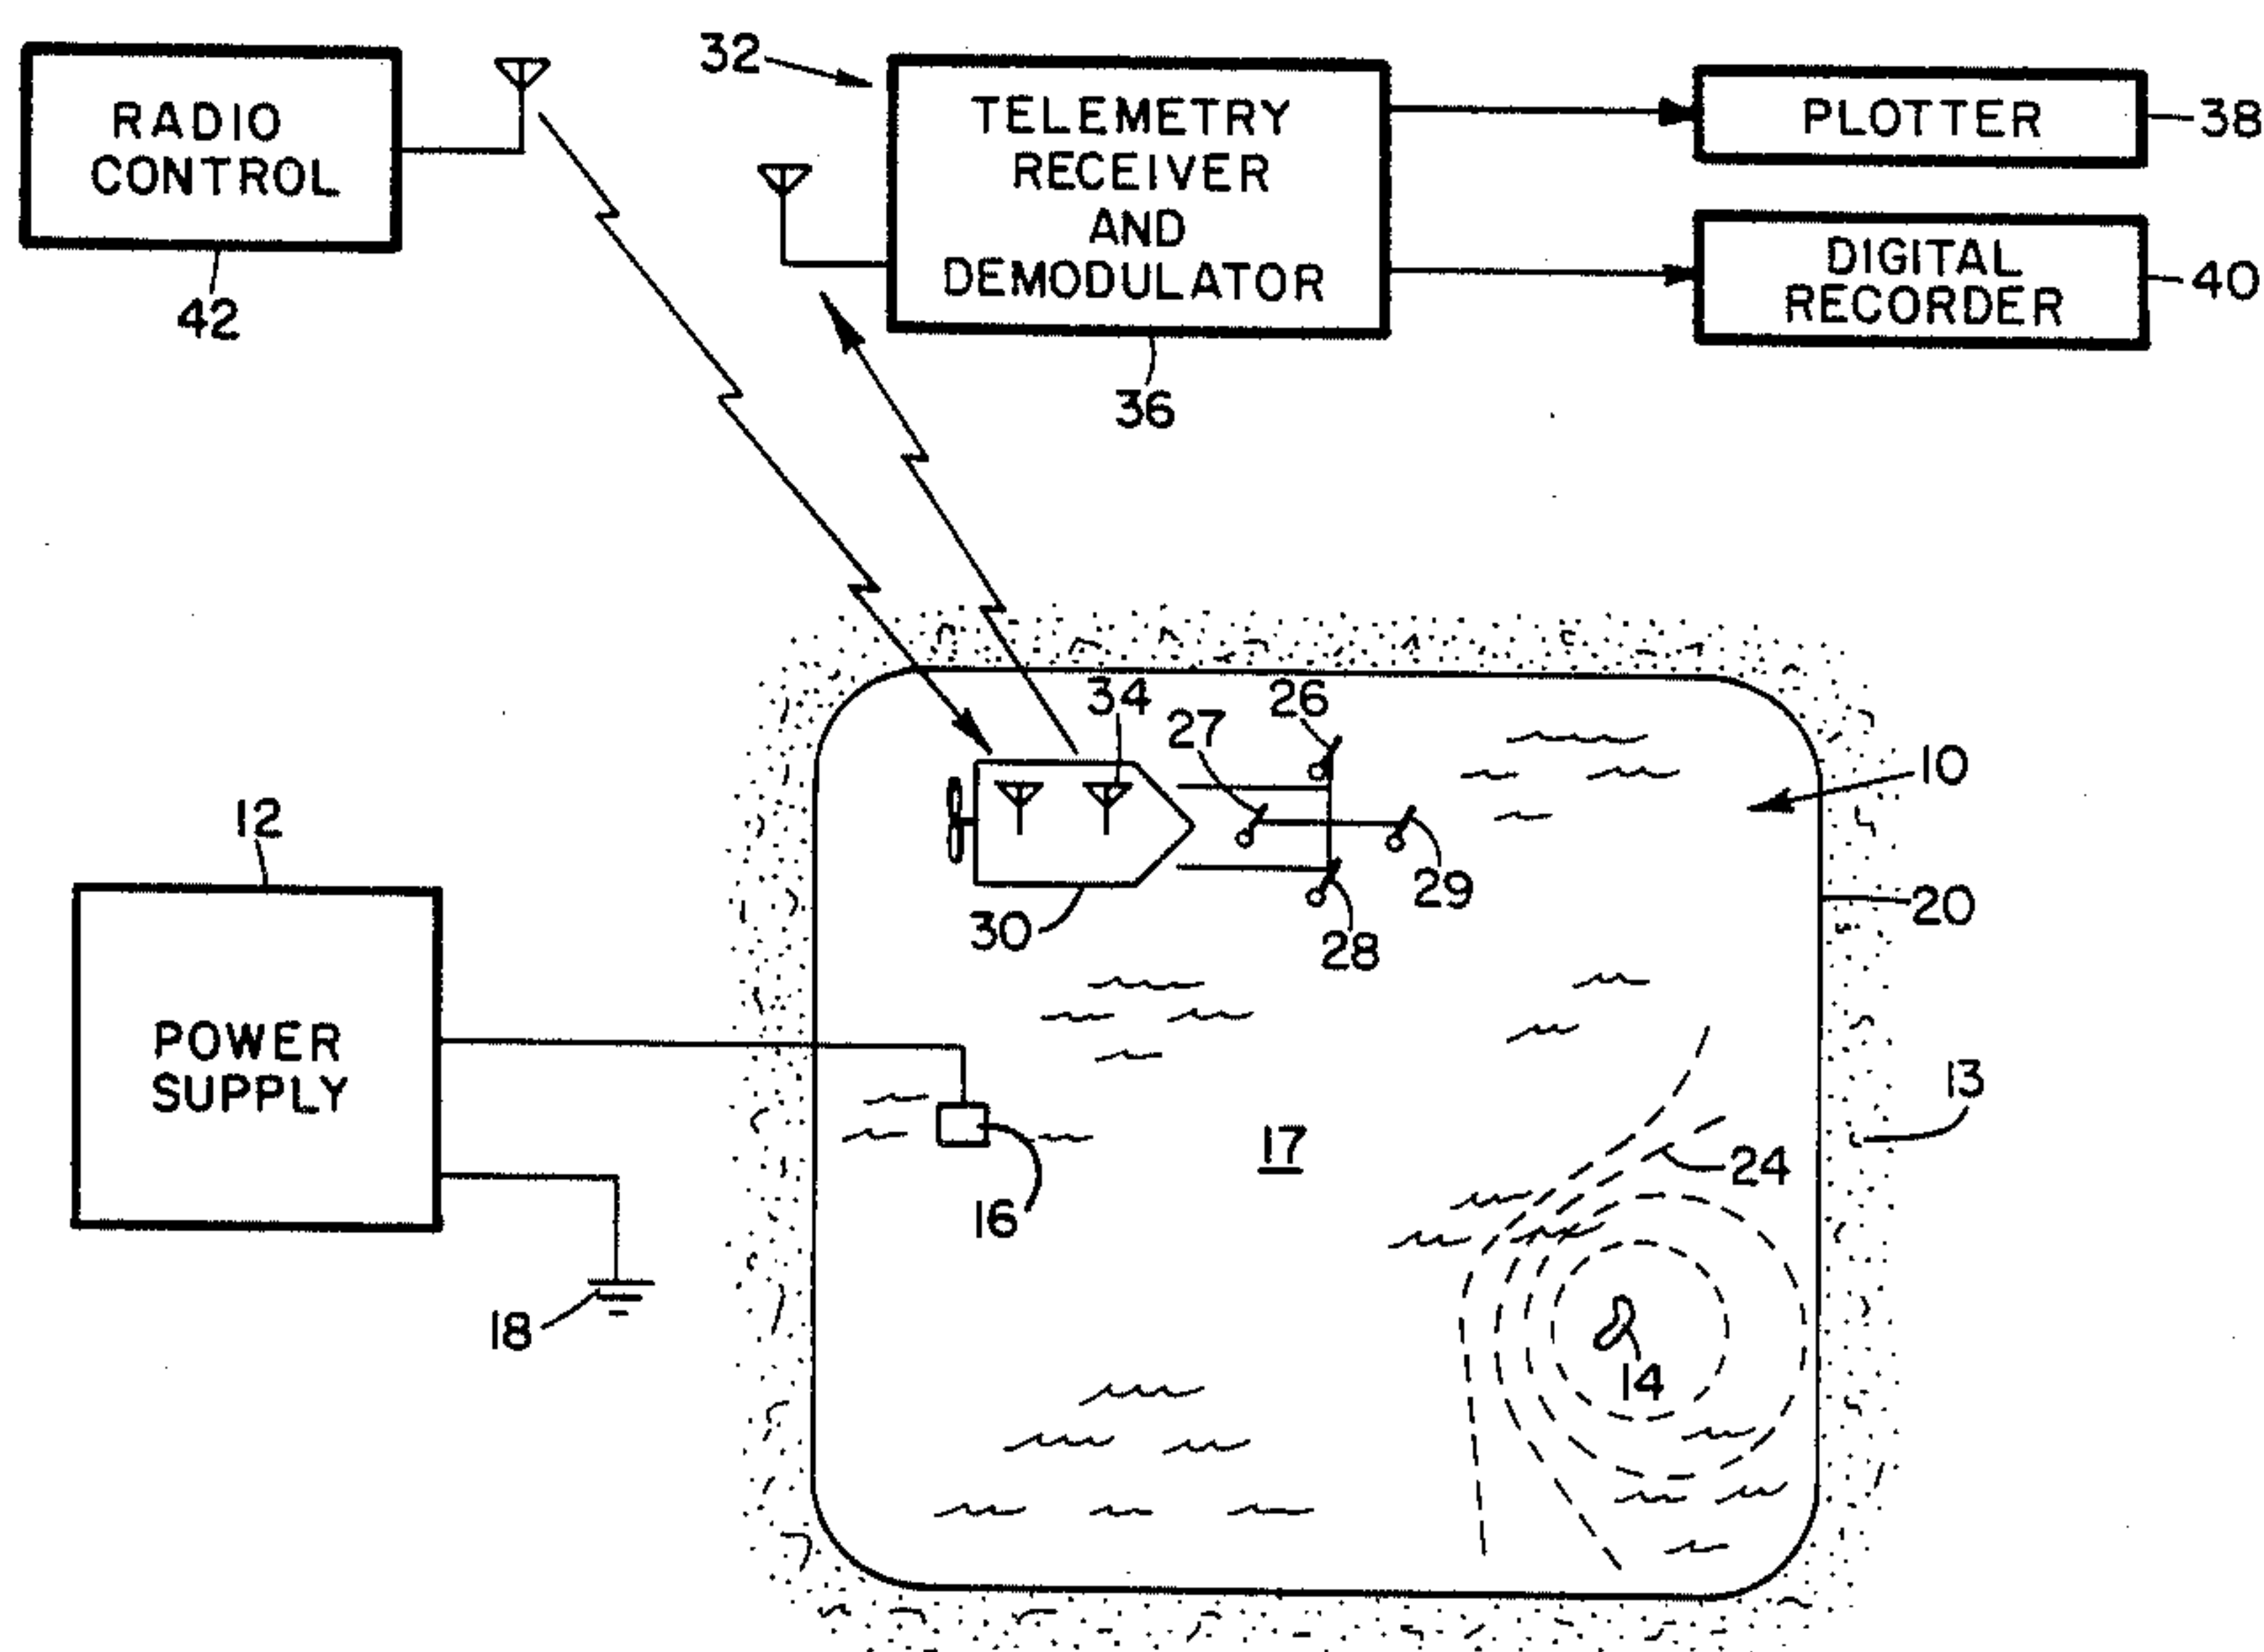 RADIO
CONTROL
42
32
TELEMETRY
RECEIVER
AND
DEMODULATOR
36
PLOTTER
38
DIGITAL
RECORDER
40
34
26
27
10
29
20
30
28
12
POWER
SUPPLY
13
17
24
16
18
14